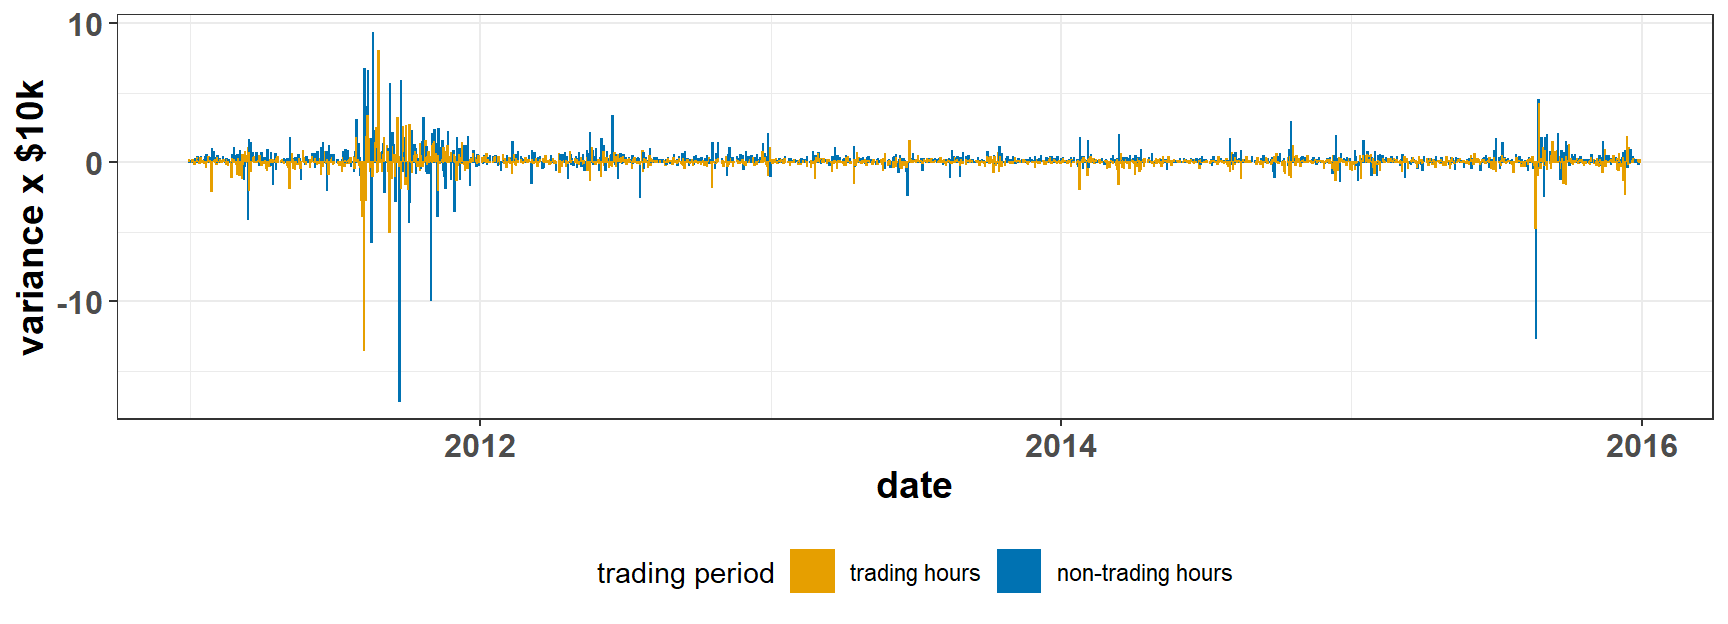 variance x $10k
10
0
-10
2012 2014 2016
date
trading period trading hours non-trading hours